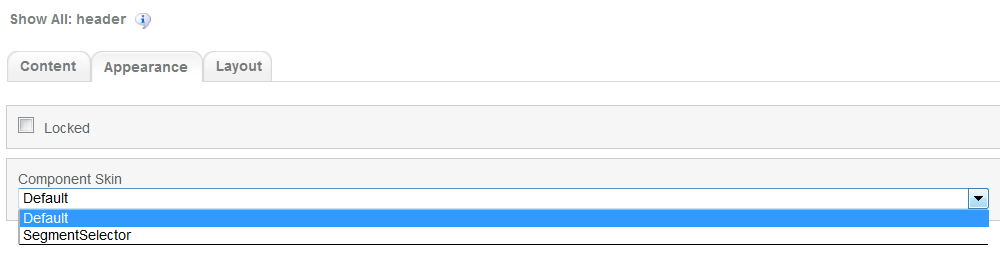 Show All: header
Content Appearance Layout
Locked
Component Skin
Default
Default
SegmentSelector